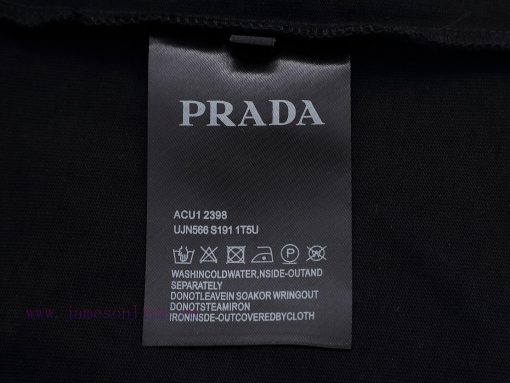 PRADA
ACU1 2398
UJN566 S191 1T5U
WASHINCOLDWATER,NSIDE-OUTAND
SEPARATELY
DONOTLEAVEIN SOAKOR WRINGOUT
DONOTSTEAMIRON
IRONINSDE-OUTCOVEREDBYCLOTH